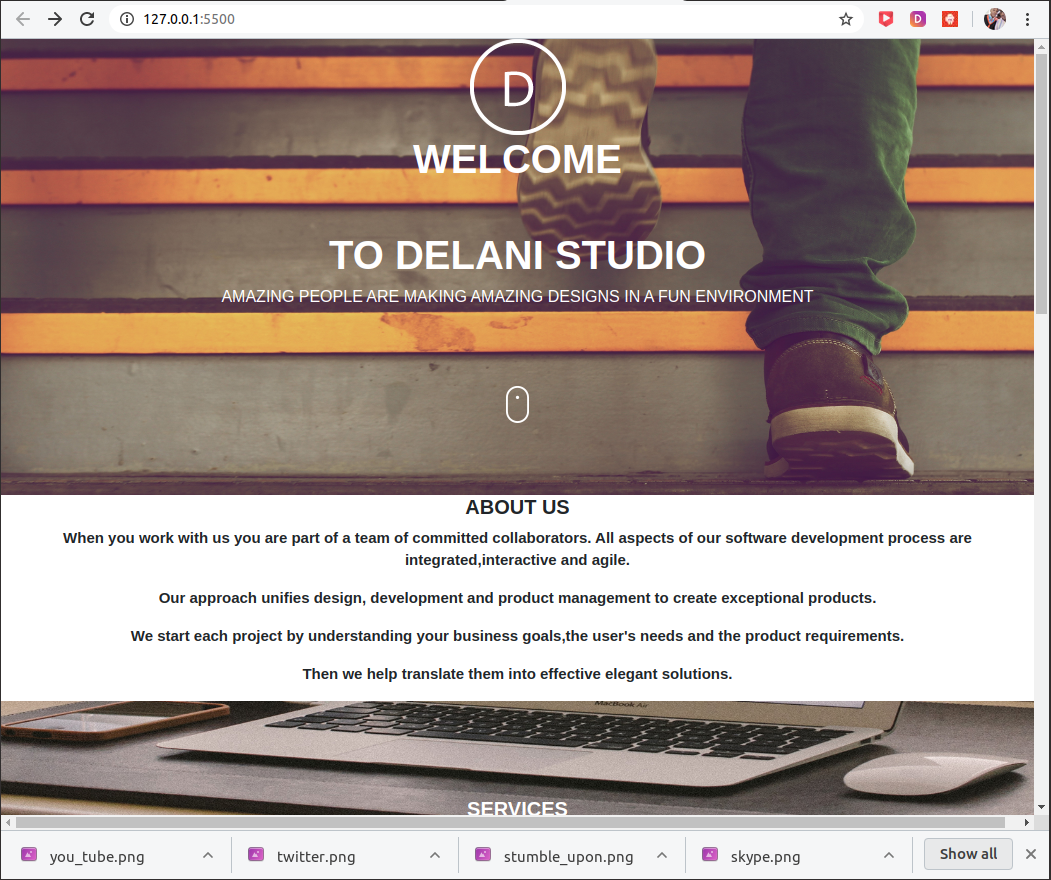 127.0.0.1:5500
D
D
WELCOME
TO DELANI STUDIO
AMAZING PEOPLE ARE MAKING AMAZING DESIGNS IN A FUN ENVIRONMENT
ABOUT US
When you work with us you are part of a team of committed collaborators. All aspects of our software development process are
integrated,interactive and agile.
Our approach unifies design, development and product management to create exceptional products.
We start each project by understanding your business goals,the user's needs and the product requirements.
Then we help translate them into effective elegant solutions.
MacBook Air
SERVICES
you_tube.png
twitter.png
stumble_upon.png
skype.png
Show all